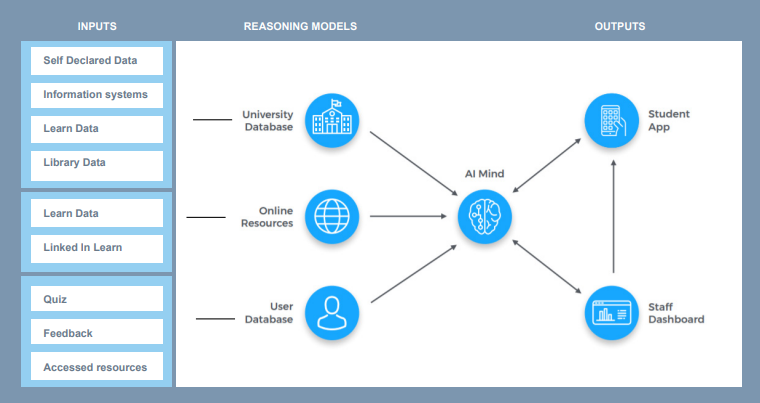 INPUTS
REASONING MODELS
OUTPUTS
Self Declared Data
Information systems
Learn Data
Library Data
Learn Data
Linked In Learn
Quiz
Feedback
Accessed resources
University
Database
Online
Resources
User
Database
AI Mind
Student
App
Staff
Dashboard